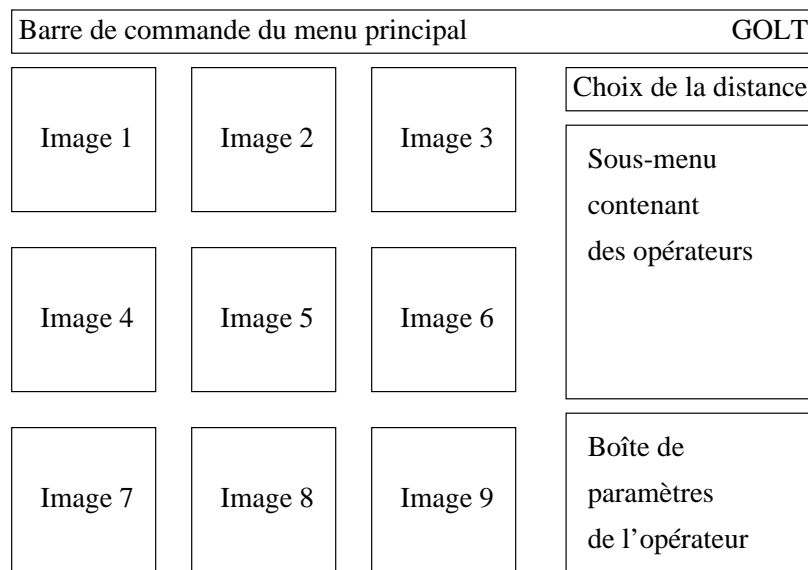 Barre de commande du menu principal GOLT
Image 1 Image 2 Image 3
Choix de la distance
Sous-menu
contenant
des opérateurs
Image 4 Image 5 Image 6
Image 7 Image 8 Image 9
Boîte de
paramètres
de l’opérateur